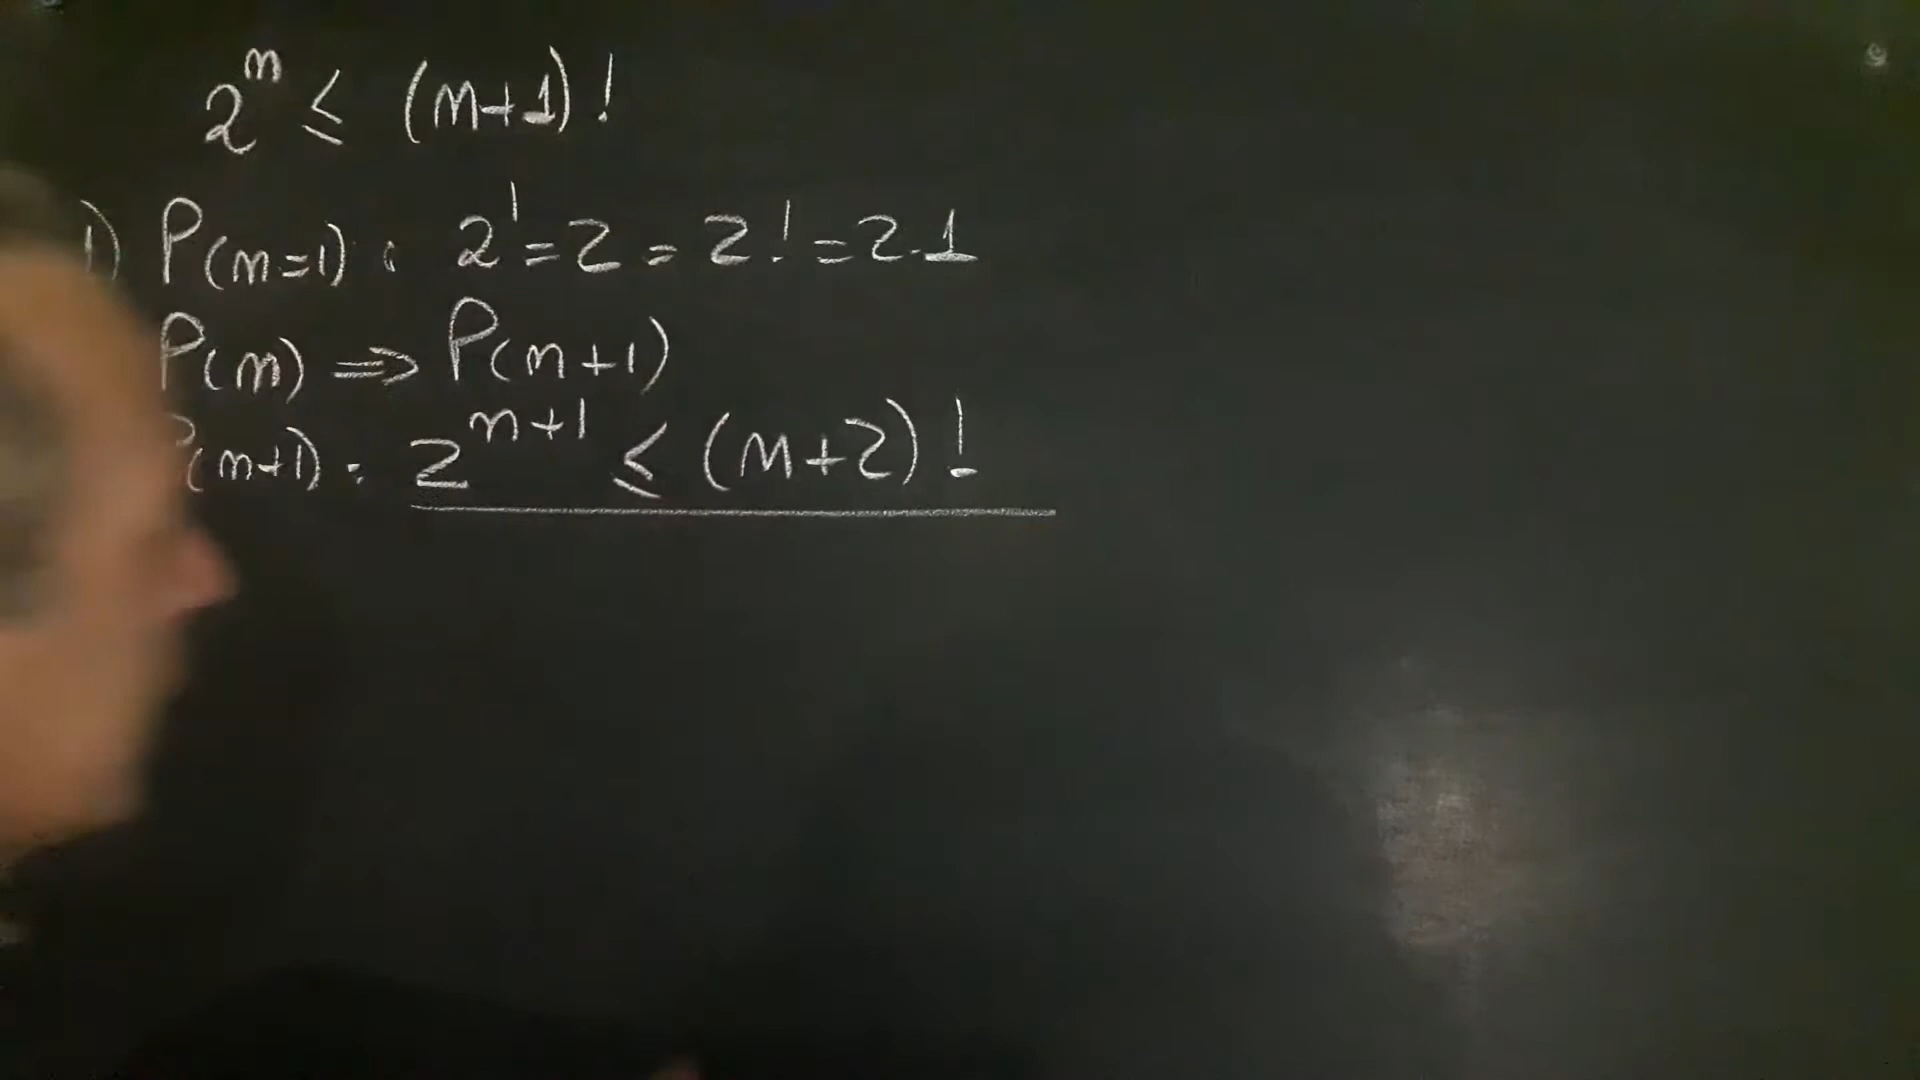 2^n ≤ (n+1)!
1) P(n=1): 2^1 = 2 = 2! = 2·1
P(n) ⇒ P(n+1)
P(n+1): 2^{n+1} ≤ (n+2)!